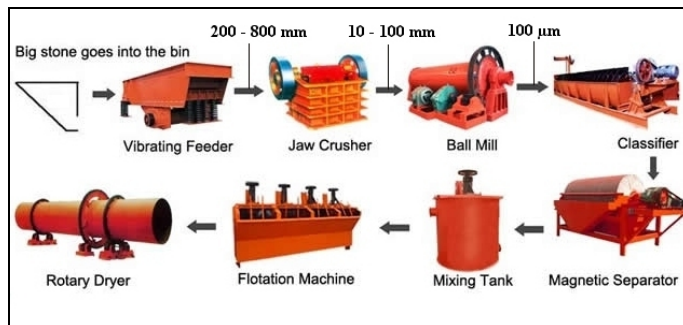 200 - 800 mm
10 - 100 mm
100 µm
Big stone goes into the bin
Vibrating Feeder
Jaw Crusher
Ball Mill
Classifier
Rotary Dryer
Flotation Machine
Mixing Tank
Magnetic Separator